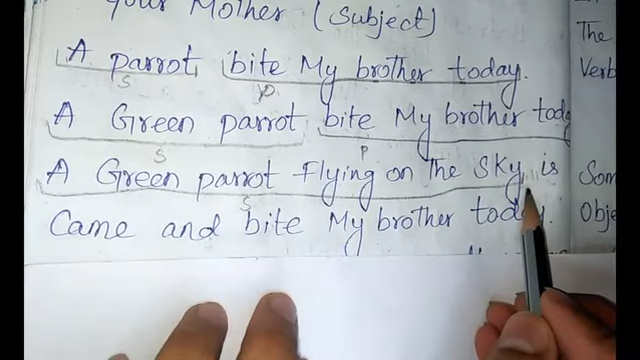 your Mother (Subject)
A parrot bite My brother today.
S P
A Green parrot bite My brother tod
S P
A Green parrot Flying on the Sky is
S
Came and bite My brother today.
The
Verb
Som
Obje